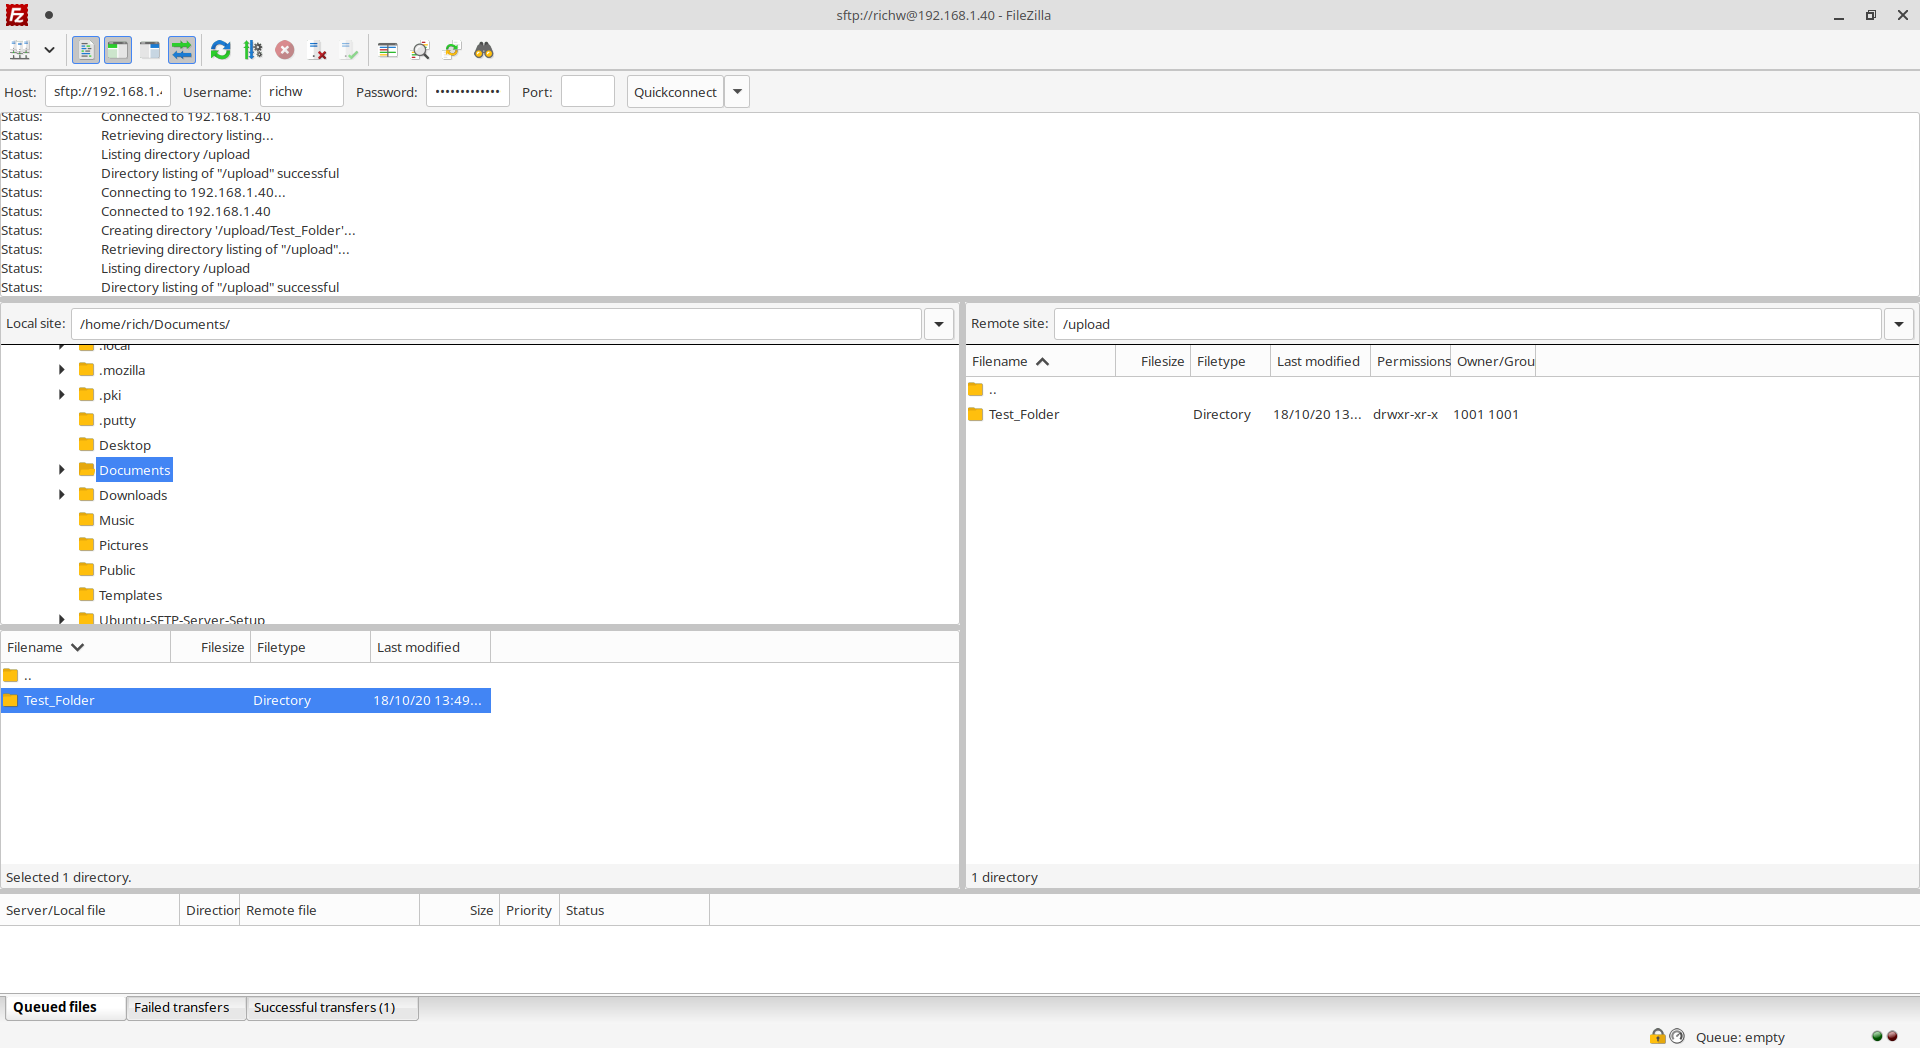 sftp://richw@192.168.1.40 - FileZilla
Host: sftp://192.168.1. Username: richw Password: ••••••••••••• Port: Quickconnect
Status: Connected to 192.168.1.40
Status: Retrieving directory listing...
Status: Listing directory /upload
Status: Directory listing of "/upload" successful
Status: Connecting to 192.168.1.40...
Status: Connected to 192.168.1.40
Status: Creating directory '/upload/Test_Folder'...
Status: Retrieving directory listing of "/upload"...
Status: Listing directory /upload
Status: Directory listing of "/upload" successful
Local site: /home/rich/Documents/
.local
.mozilla
.pki
.putty
Desktop
Documents
Downloads
Music
Pictures
Public
Templates
Ubuntu-SFTP-Server-Setup
Filename Filesize Filetype Last modified
..
Test_Folder Directory 18/10/20 13:49...
Selected 1 directory.
Remote site: /upload
Filename Filesize Filetype Last modified Permissions Owner/Grou
..
Test_Folder Directory 18/10/20 13... drwxr-xr-x 1001 1001
1 directory
Server/Local file Direction Remote file Size Priority Status
Queued files Failed transfers Successful transfers (1)
Queue: empty